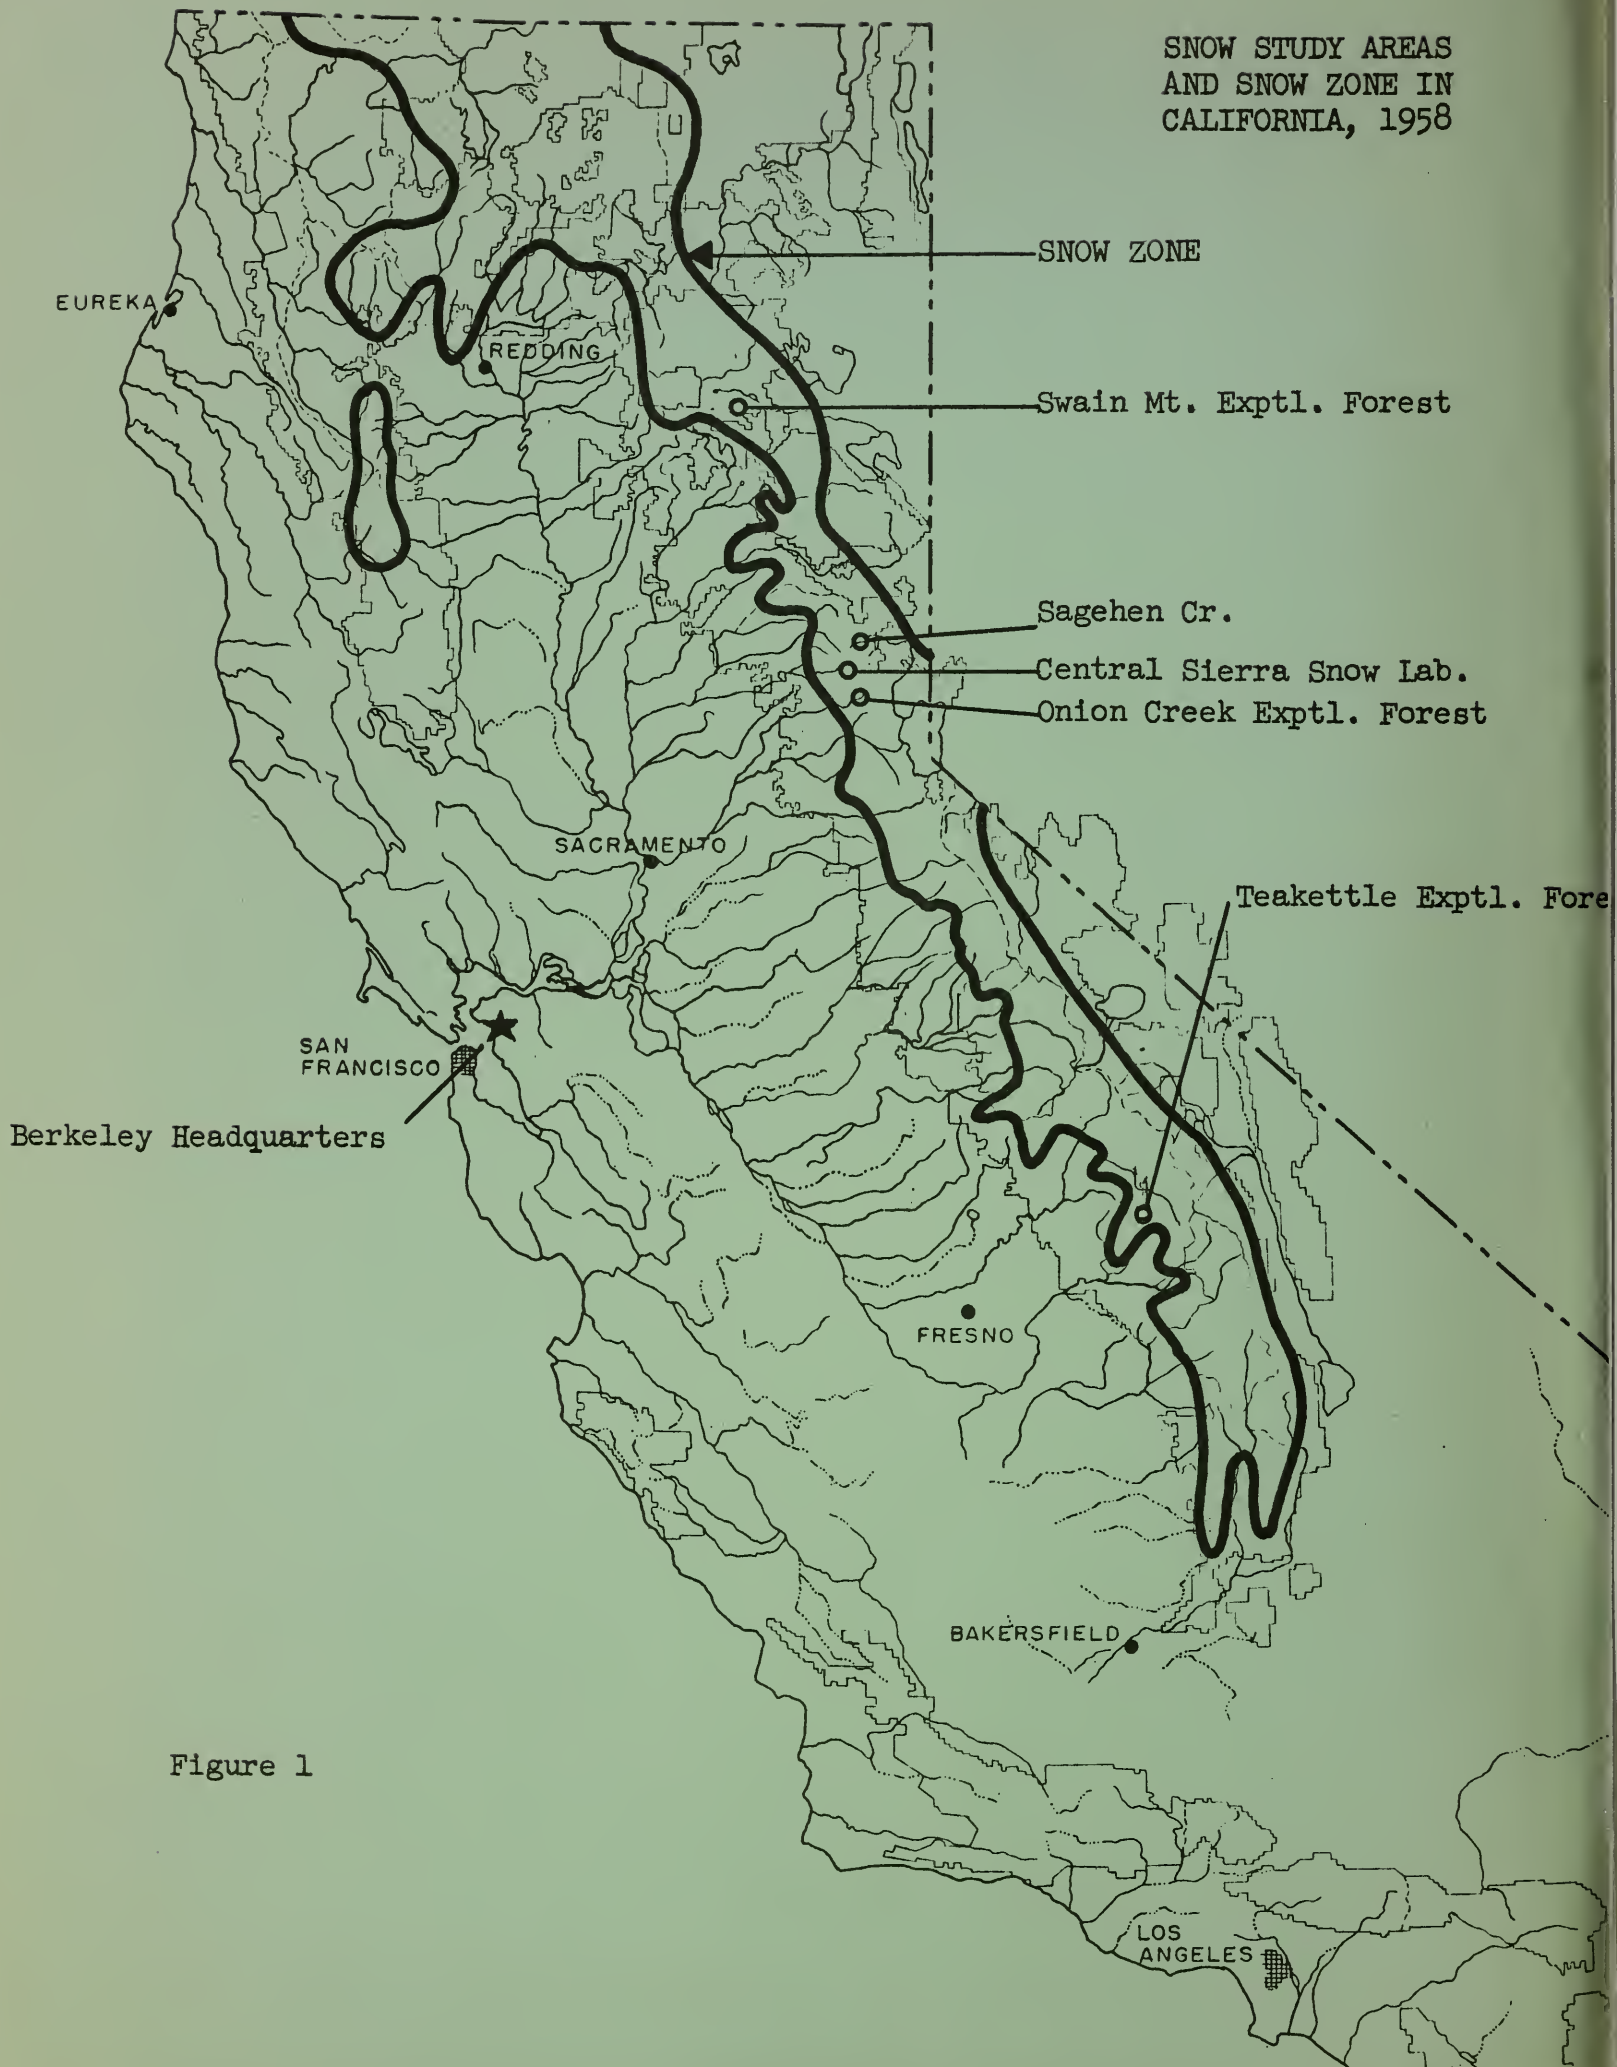 SNOW STUDY AREAS
AND SNOW ZONE IN
CALIFORNIA, 1958
SNOW ZONE
EUREKA
REDDING
Swain Mt. Exptl. Forest
Sagehen Cr.
Central Sierra Snow Lab.
Onion Creek Exptl. Forest
SACRAMENTO
Teakettle Exptl. Fore
SAN
FRANCISCO
Berkeley Headquarters
FRESNO
BAKERSFIELD
Figure 1
LOS
ANGELES